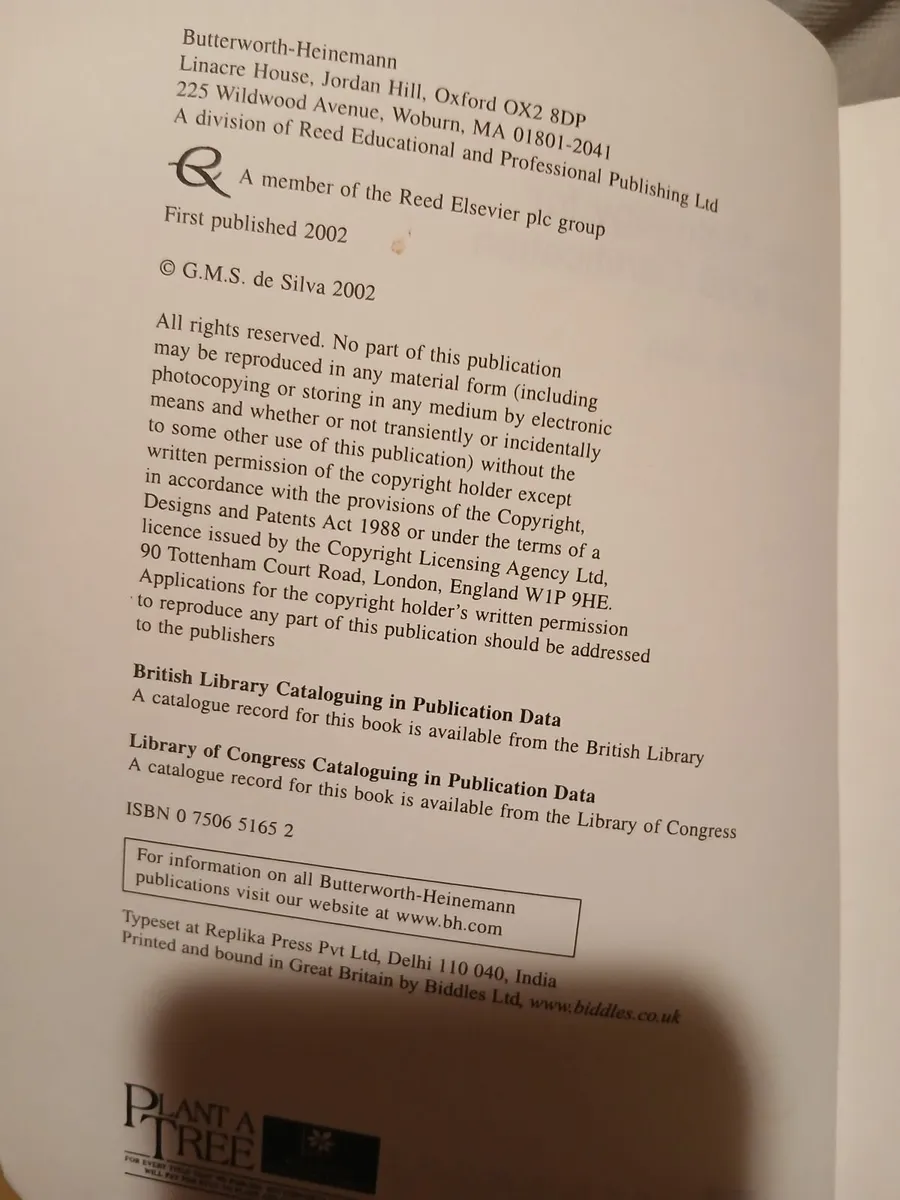 Butterworth-Heinemann
Linacre House, Jordan Hill, Oxford OX2 8DP
225 Wildwood Avenue, Woburn, MA 01801-2041
A division of Reed Educational and Professional Publishing Ltd
A member of the Reed Elsevier plc group
First published 2002
© G.M.S. de Silva 2002
All rights reserved. No part of this publication
may be reproduced in any material form (including
photocopying or storing in any medium by electronic
means and whether or not transiently or incidentally
to some other use of this publication) without the
written permission of the copyright holder except
in accordance with the provisions of the Copyright,
Designs and Patents Act 1988 or under the terms of a
licence issued by the Copyright Licensing Agency Ltd,
90 Tottenham Court Road, London, England W1P 9HE.
Applications for the copyright holder's written permission
to reproduce any part of this publication should be addressed
to the publishers
British Library Cataloguing in Publication Data
A catalogue record for this book is available from the British Library
Library of Congress Cataloguing in Publication Data
A catalogue record for this book is available from the Library of Congress
ISBN 0 7506 5165 2
For information on all Butterworth-Heinemann
publications visit our website at www.bh.com
Typeset at Replika Press Pvt Ltd, Delhi 110 040, India
Printed and bound in Great Britain by Biddles Ltd, www.biddles.co.uk
PLANT A
TREE
FOR EVERY
WILL PAY